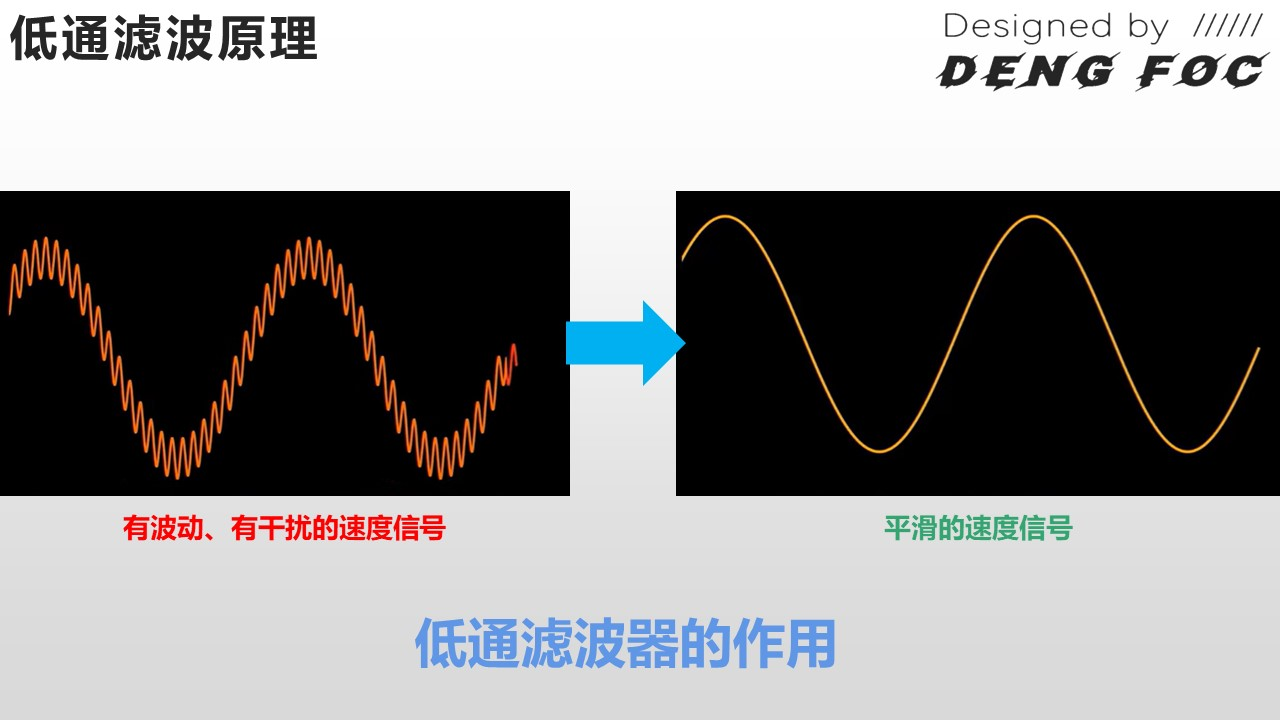 低通滤波原理
Designed by //////
DENG FOC
有波动、有干扰的速度信号
平滑的速度信号
低通滤波器的作用